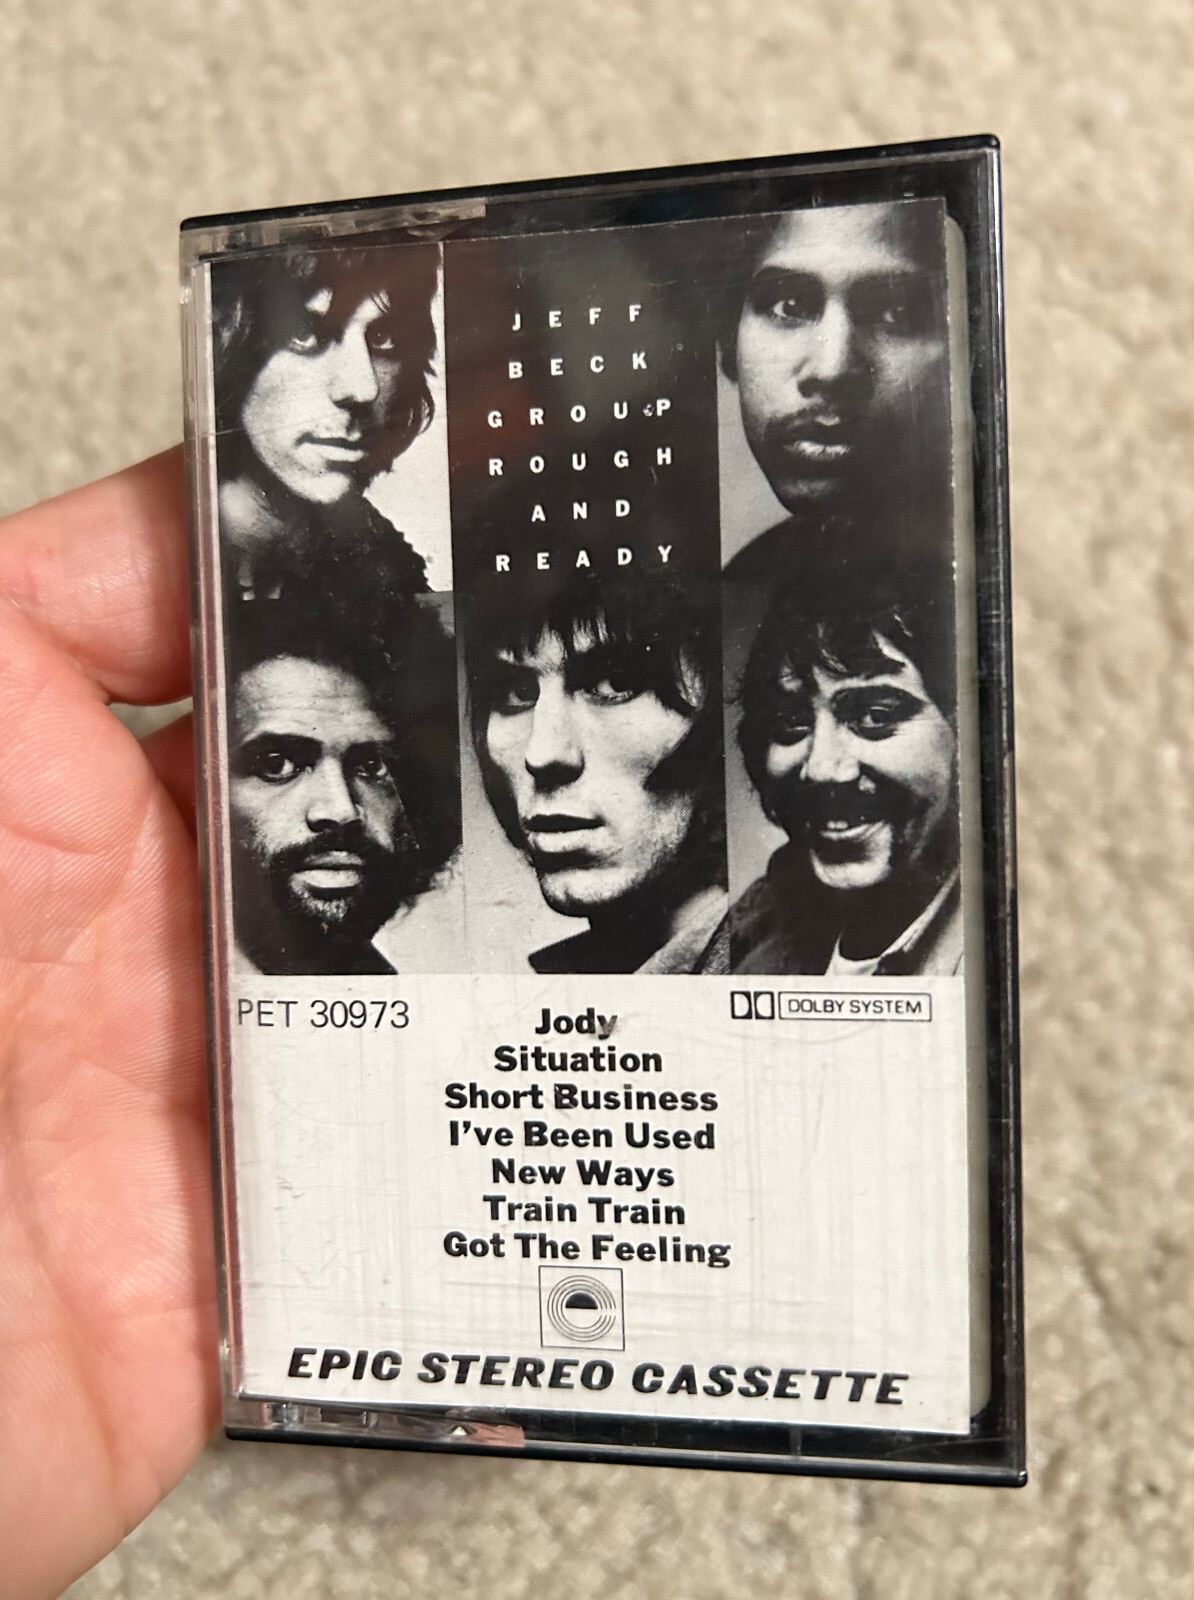 JEFF
BECK
GROUP
ROUGH
AND
READY
PET 30973
DOLBY SYSTEM
Jody
Situation
Short Business
I've Been Used
New Ways
Train Train
Got The Feeling
EPIC STEREO CASSETTE